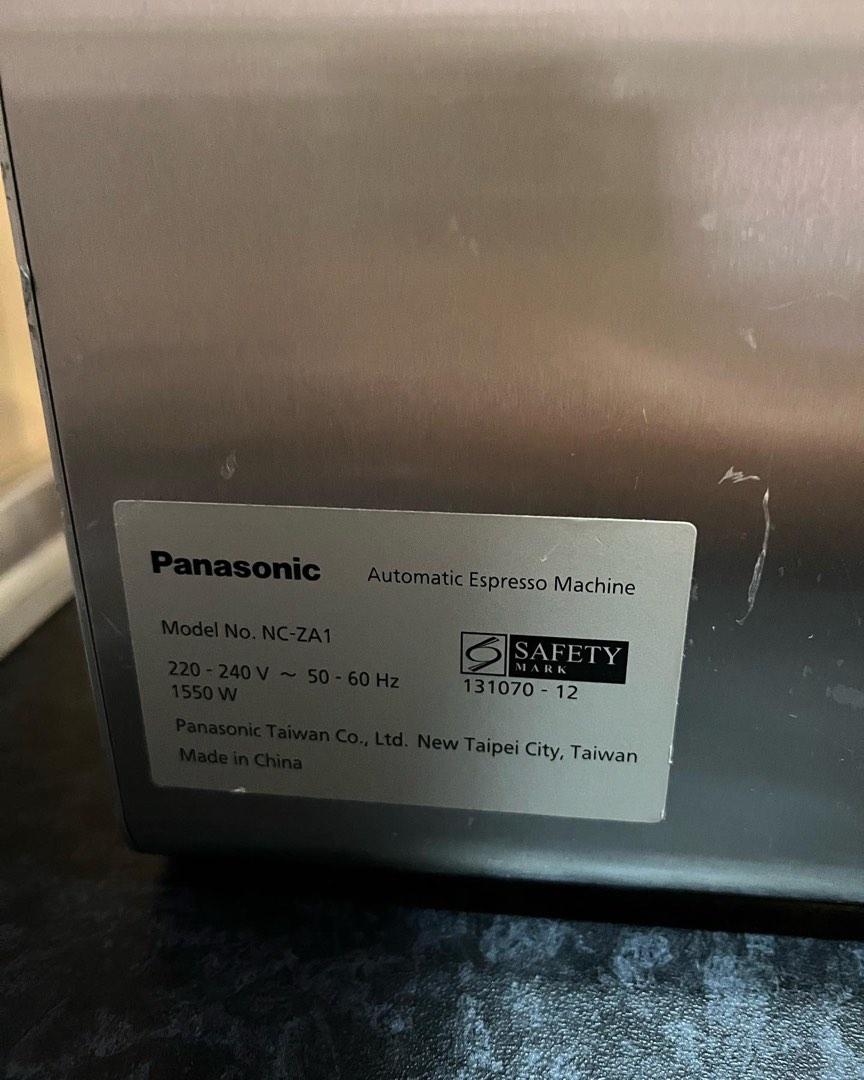 Panasonic Automatic Espresso Machine
Model No. NC-ZA1
SAFETY
MARK
220 - 240 V ~ 50 - 60 Hz
131070 - 12
1550 W
Panasonic Taiwan Co., Ltd. New Taipei City, Taiwan
Made in China